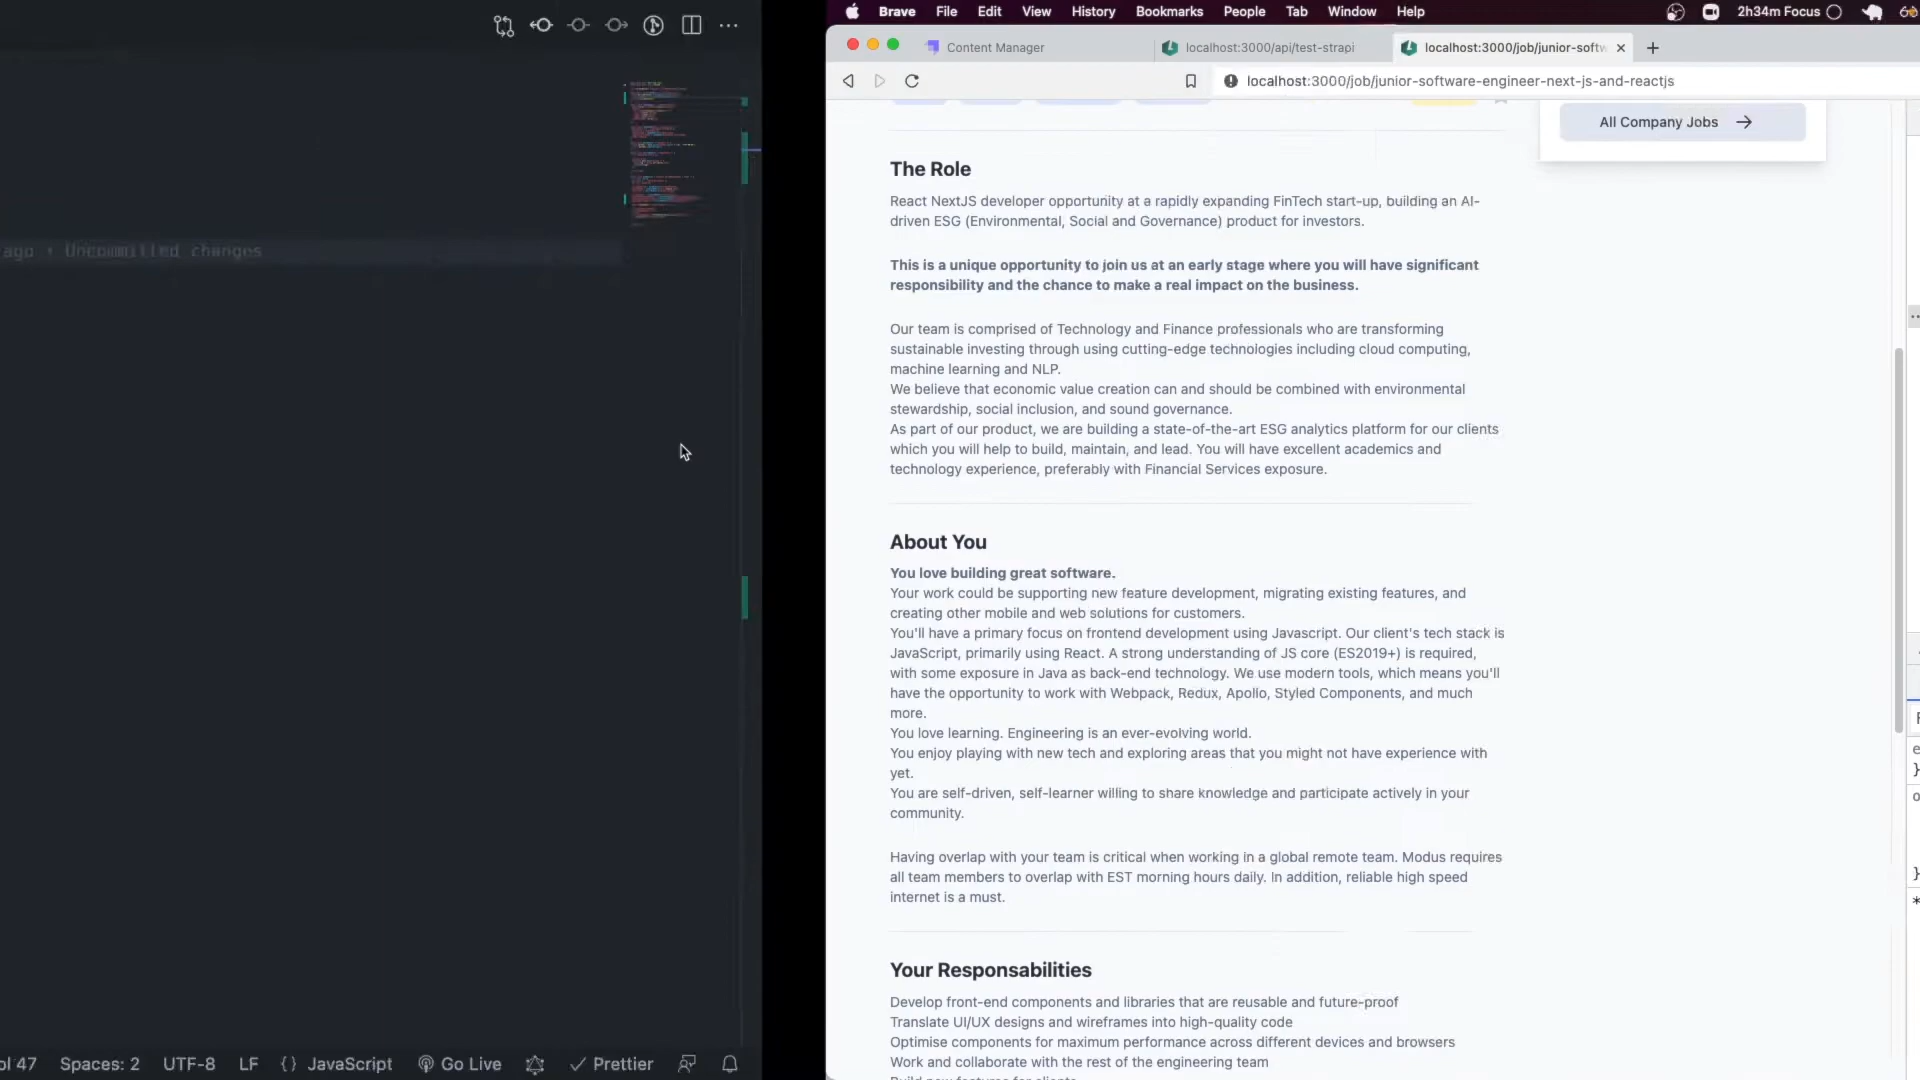 Brave File Edit View History Bookmarks People Tab Window Help 2h34m Focus
Content Manager
localhost:3000/api/test-strapi
localhost:3000/job/junior-softw
localhost:3000/job/junior-software-engineer-next-js-and-reactjs
All Company Jobs
The Role
React NextJS developer opportunity at a rapidly expanding FinTech start-up, building an AI-
driven ESG (Environmental, Social and Governance) product for investors.
This is a unique opportunity to join us at an early stage where you will have significant
responsibility and the chance to make a real impact on the business.
Our team is comprised of Technology and Finance professionals who are transforming
sustainable investing through using cutting-edge technologies including cloud computing,
machine learning and NLP.
We believe that economic value creation can and should be combined with environmental
stewardship, social inclusion, and sound governance.
As part of our product, we are building a state-of-the-art ESG analytics platform for our clients
which you will help to build, maintain, and lead. You will have excellent academics and
technology experience, preferably with Financial Services exposure.
About You
You love building great software.
Your work could be supporting new feature development, migrating existing features, and
creating other mobile and web solutions for customers.
You'll have a primary focus on frontend development using Javascript. Our client's tech stack is
JavaScript, primarily using React. A strong understanding of JS core (ES2019+) is required,
with some exposure in Java as back-end technology. We use modern tools, which means you'll
have the opportunity to work with Webpack, Redux, Apollo, Styled Components, and much
more.
You love learning. Engineering is an ever-evolving world.
You enjoy playing with new tech and exploring areas that you might not have experience with
yet.
You are self-driven, self-learner willing to share knowledge and participate actively in your
community.
Having overlap with your team is critical when working in a global remote team. Modus requires
all team members to overlap with EST morning hours daily. In addition, reliable high speed
internet is a must.
Your Responsabilities
Develop front-end components and libraries that are reusable and future-proof
Translate UI/UX designs and wireframes into high-quality code
Optimise components for maximum performance across different devices and browsers
Work and collaborate with the rest of the engineering team
ago • Uncommitted changes
ol 47 Spaces: 2 UTF-8 LF {} JavaScript Go Live Prettier